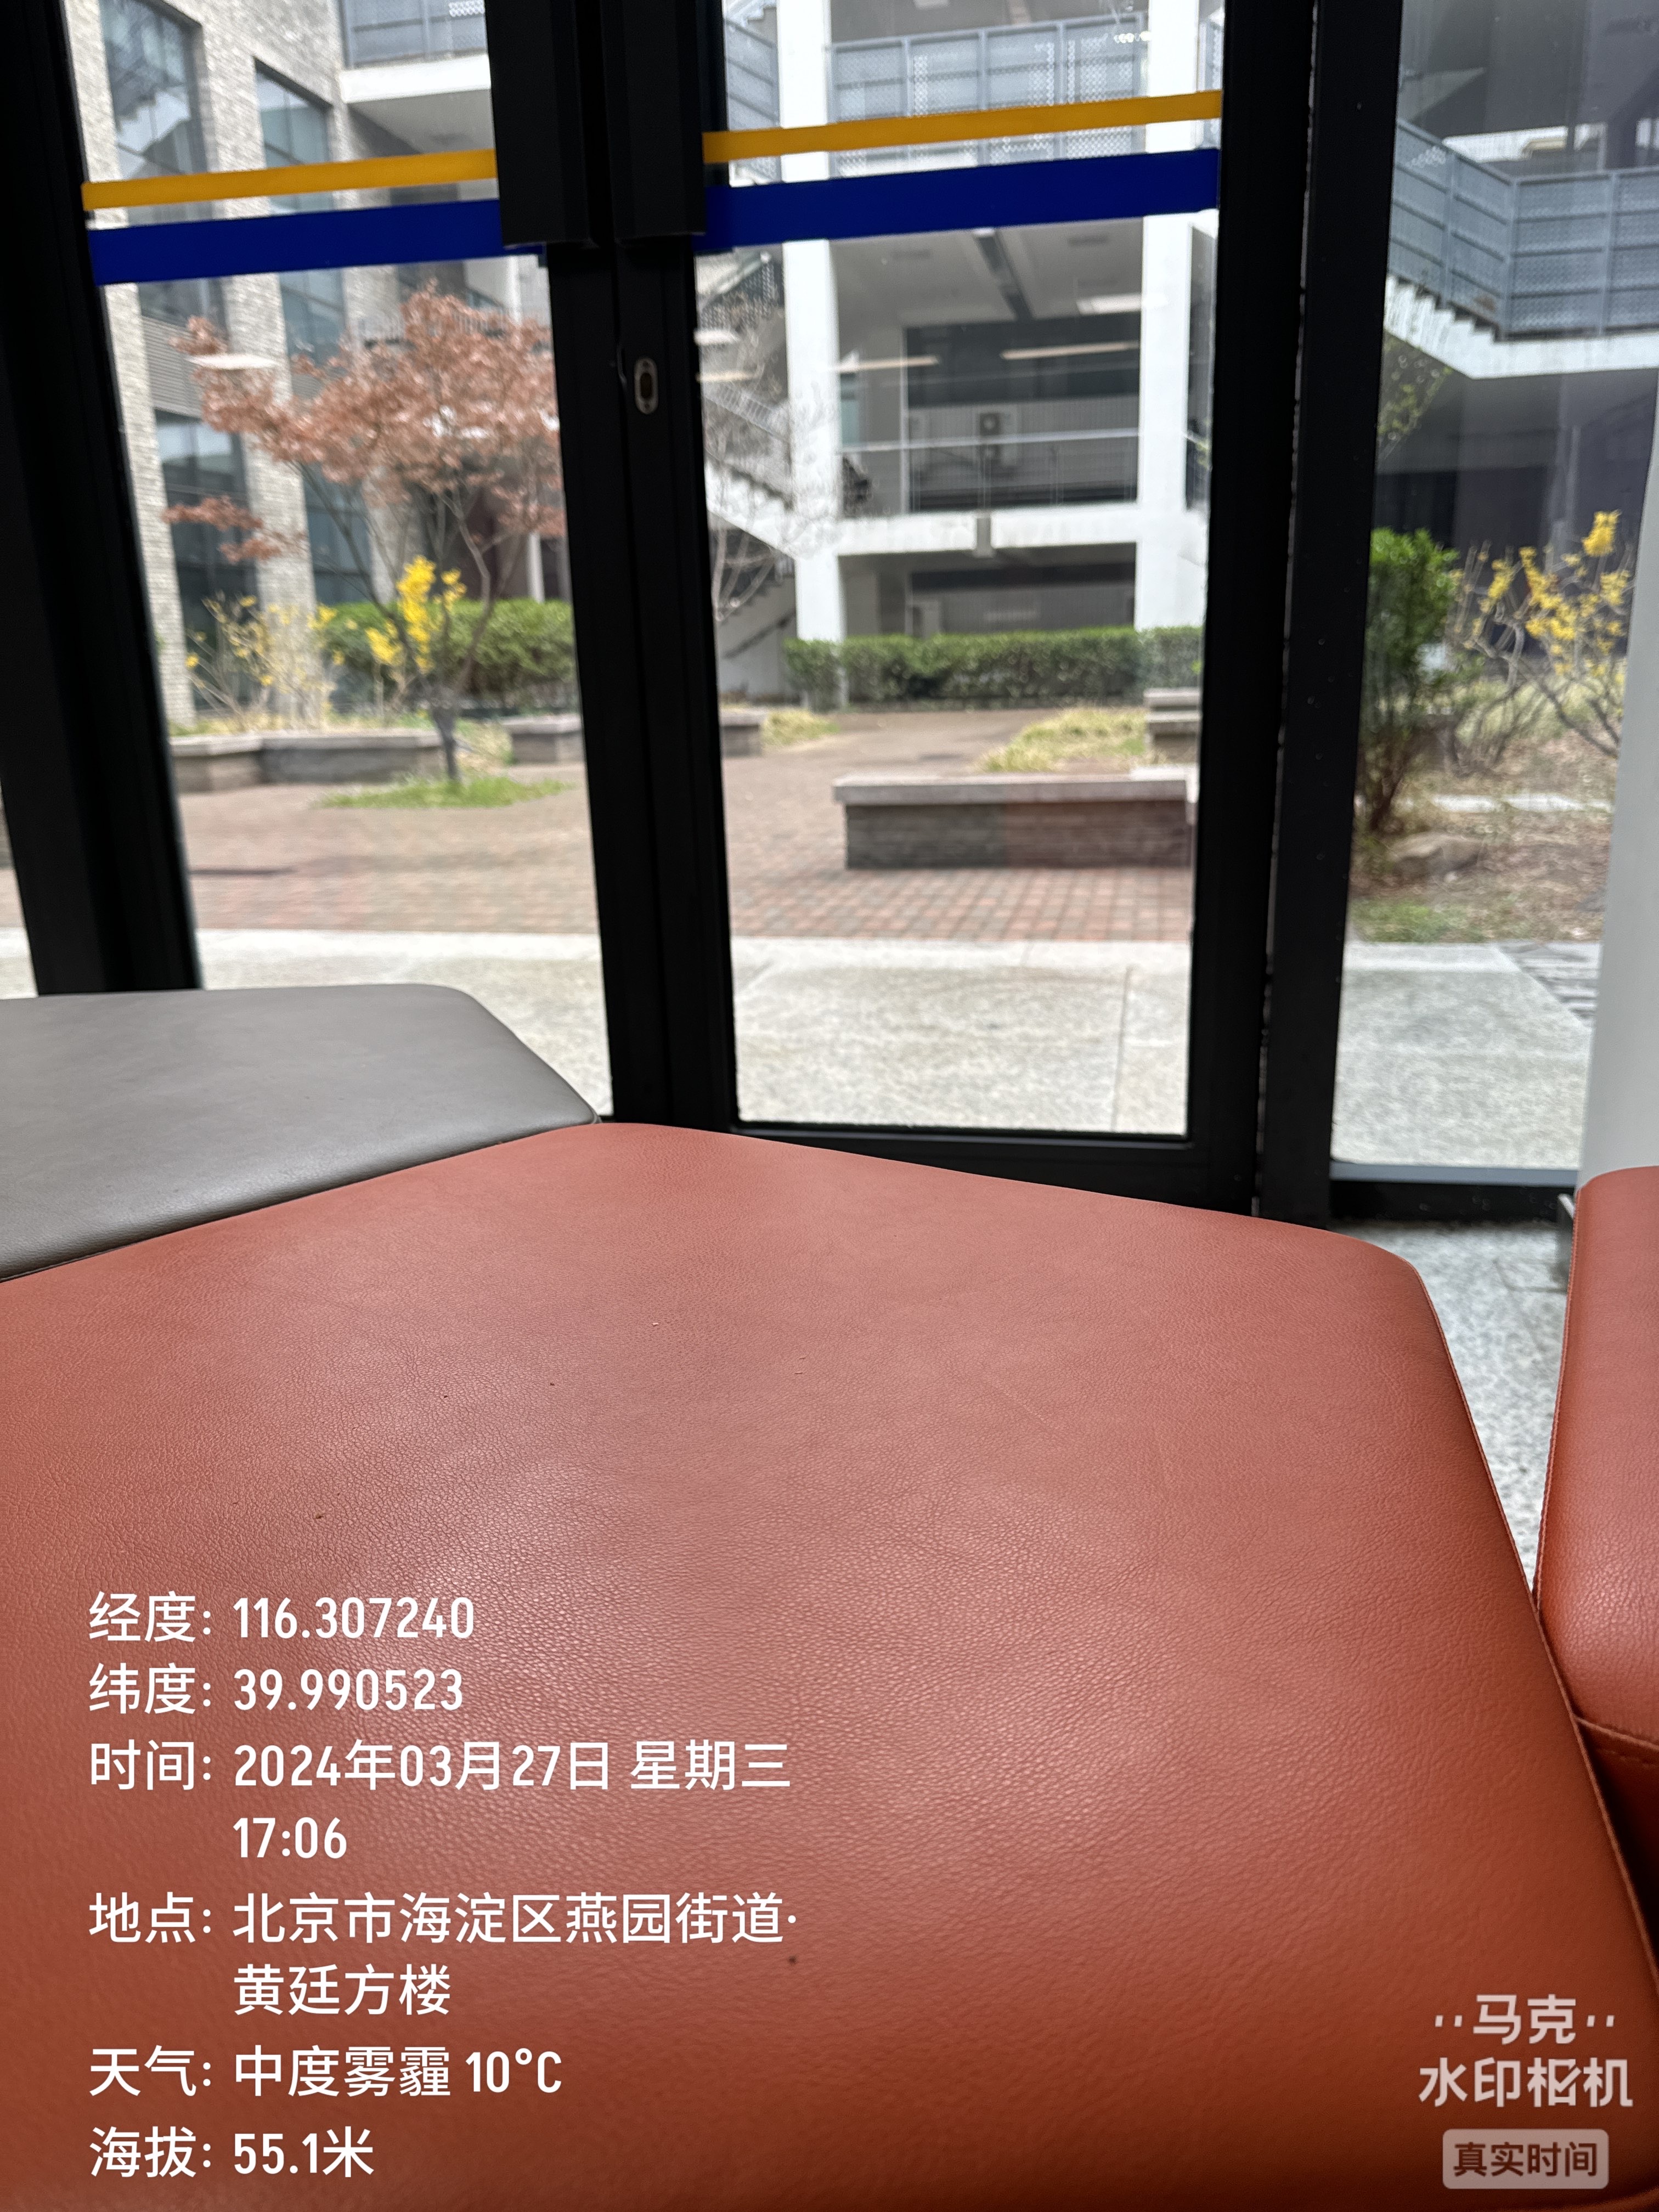 经度: 116.307240
纬度: 39.990523
时间: 2024年03月27日 星期三
17:06
地点: 北京市海淀区燕园街道·
黄廷方楼
天气: 中度雾霾 10°C
海拔: 55.1米
马克
水印相机
真实时间